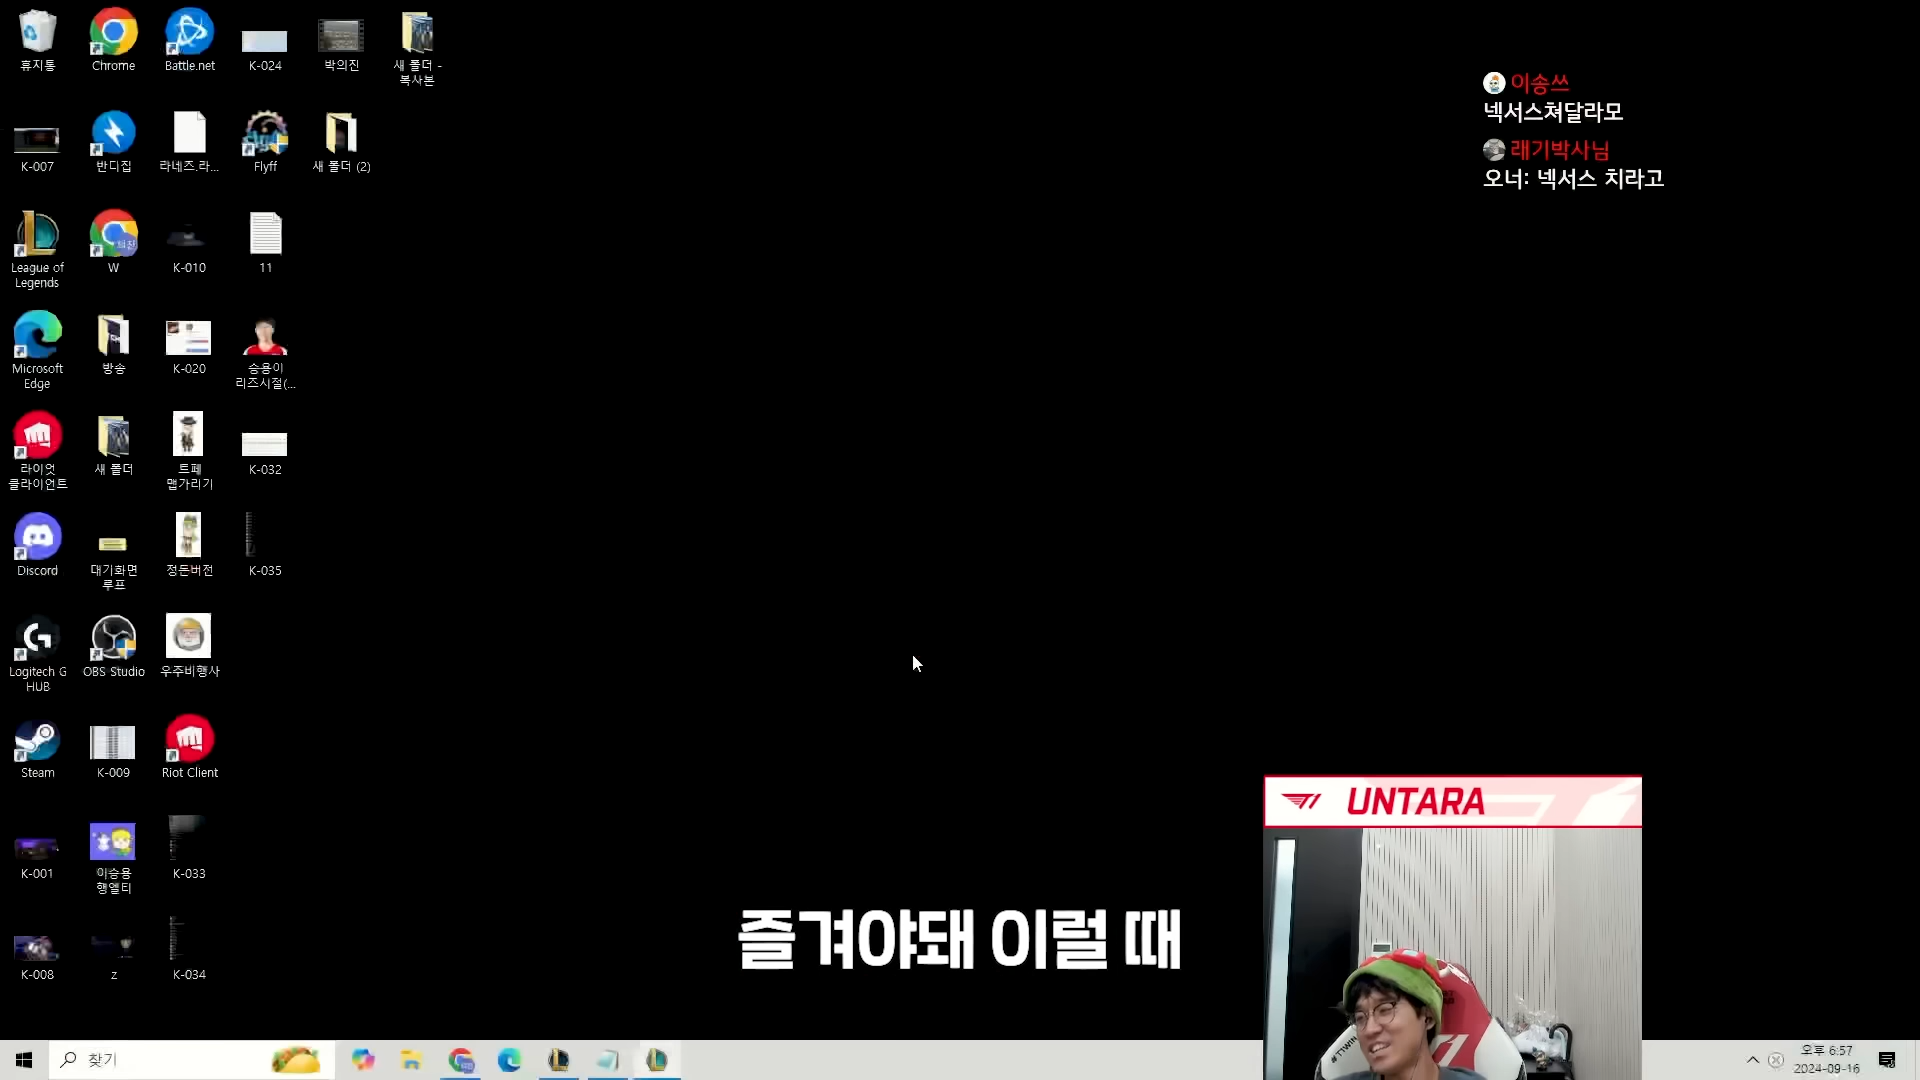 휴지통
Chrome
Battle.net
K-024
박의진
새 폴더 -
복사본
K-007
반디집
라네즈.라...
Flyff
새 폴더 (2)
League of
Legends
W
K-010
11
Microsoft
Edge
방송
K-020
승용이
리즈시절(...
라이엇
클라이언트
새 폴더
트페
맵가리기
K-032
Discord
대기화면
루프
정돈버전
K-035
Logitech G
HUB
OBS Studio
우주비행사
Steam
K-009
Riot Client
K-001
이승용
행엘티
K-033
K-008
z
K-034
이송쓰
넥서스쳐달라모
래기박사님
오너: 넥서스 치라고
T1 UNTARA
즐겨야돼 이럴 때
찾기
오후 6:57
2024-09-16